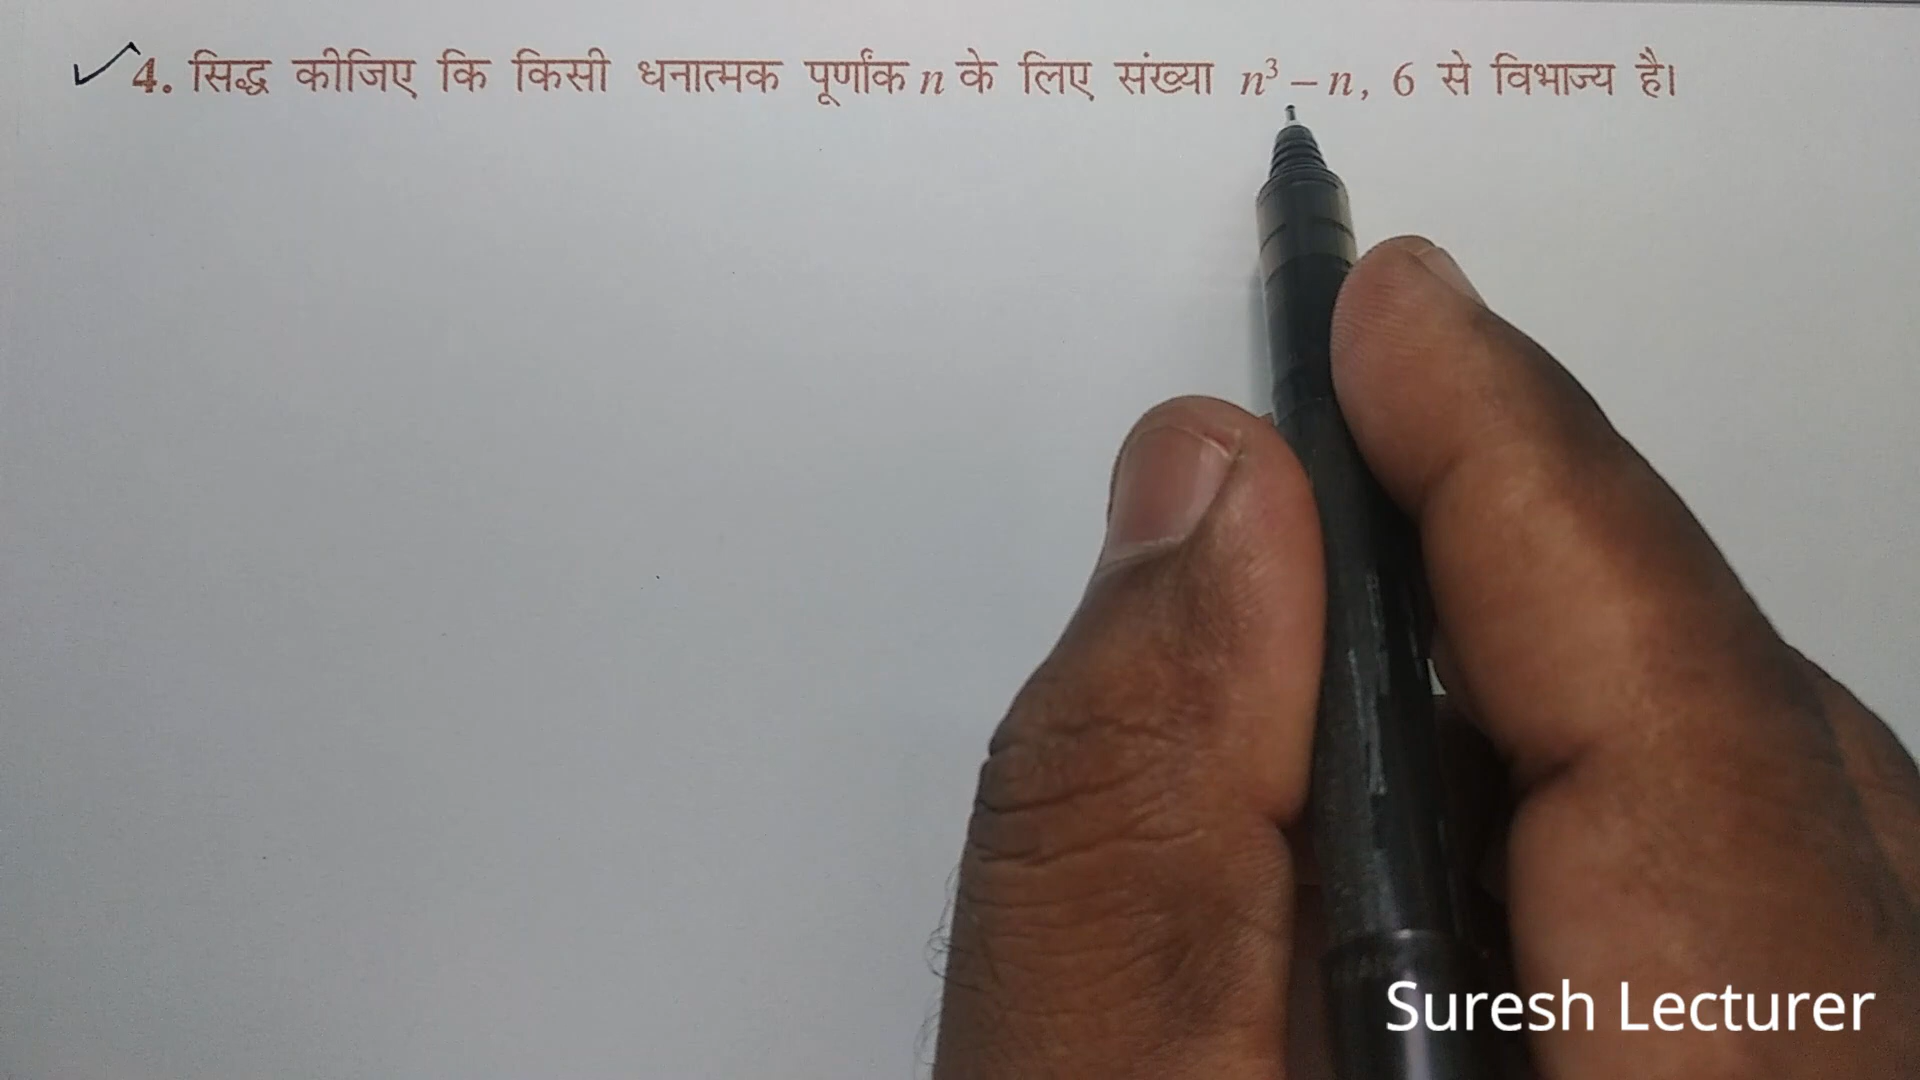 4. सिद्ध कीजिए कि किसी धनात्मक पूर्णांक n के लिए संख्या n³ – n, 6 से विभाज्य है।
Suresh Lecturer